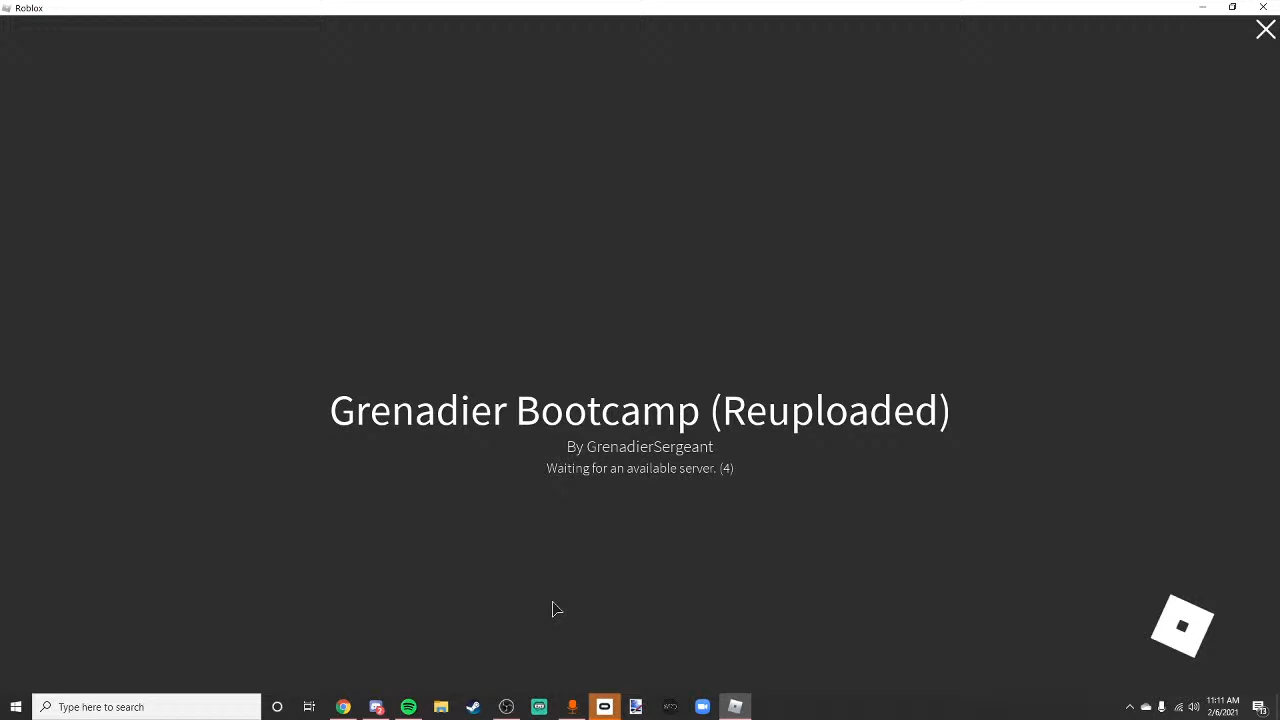 Roblox
Grenadier Bootcamp (Reuploaded)
By GrenadierSergeant
Waiting for an available server. (4)
Type here to search
11:11 AM
2/6/2021